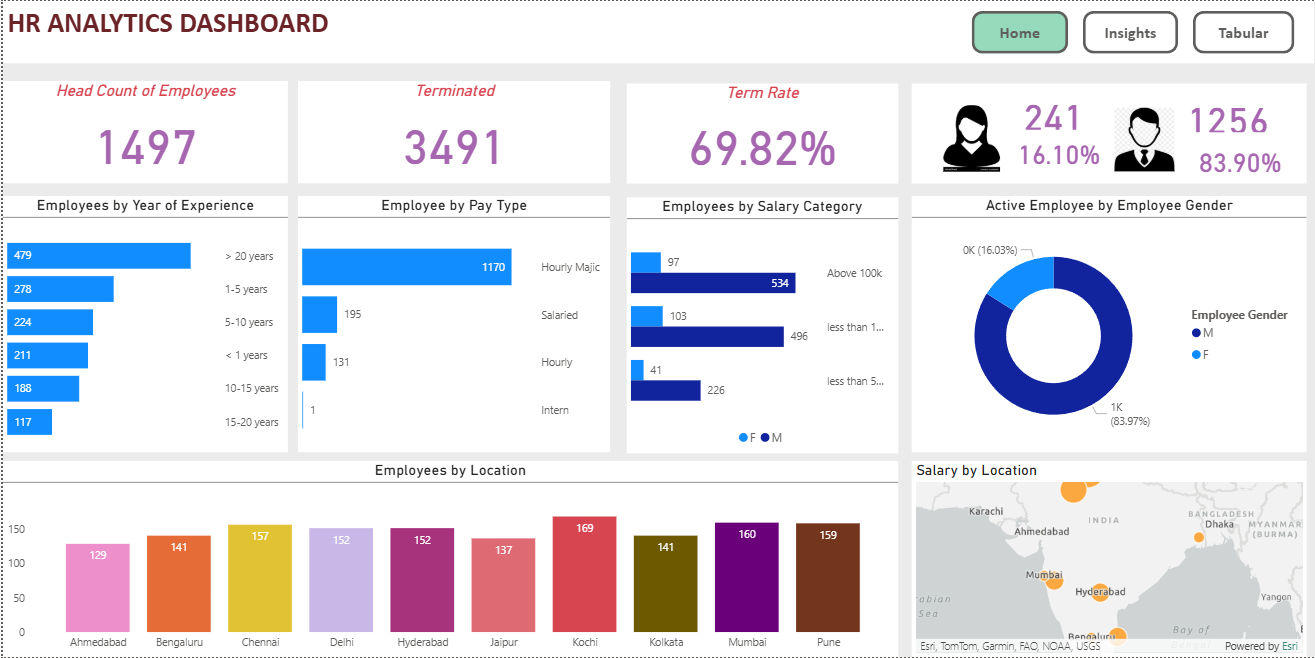 HR ANALYTICS DASHBOARD
Home
Insights
Tabular
Head Count of Employees
1497
Terminated
3491
Term Rate
69.82%
241
16.10%
1256
83.90%
Employees by Year of Experience
479
> 20 years
278
1-5 years
224
5-10 years
211
< 1 years
188
10-15 years
117
15-20 years
Employee by Pay Type
1170
Hourly Majic
195
Salaried
131
Hourly
1
Intern
Employees by Salary Category
97
534
Above 100k
103
496
less than 1...
41
226
less than 5...
F
M
Active Employee by Employee Gender
0K (16.03%)
1K
(83.97%)
Employee Gender
M
F
Employees by Location
150
100
50
0
129
141
157
152
152
137
169
141
160
159
Ahmedabad
Bengaluru
Chennai
Delhi
Hyderabad
Jaipur
Kochi
Kolkata
Mumbai
Pune
Salary by Location
Karachi
Ahmedabad
INDIA
BANGLADESH
Dhaka
MYANMAR
(BURMA)
Mumbai
Hyderabad
Yangon
Sea
Bengaluru
Bay of
Esri, TomTom, Garmin, FAO, NOAA, USGS
Powered by Esri